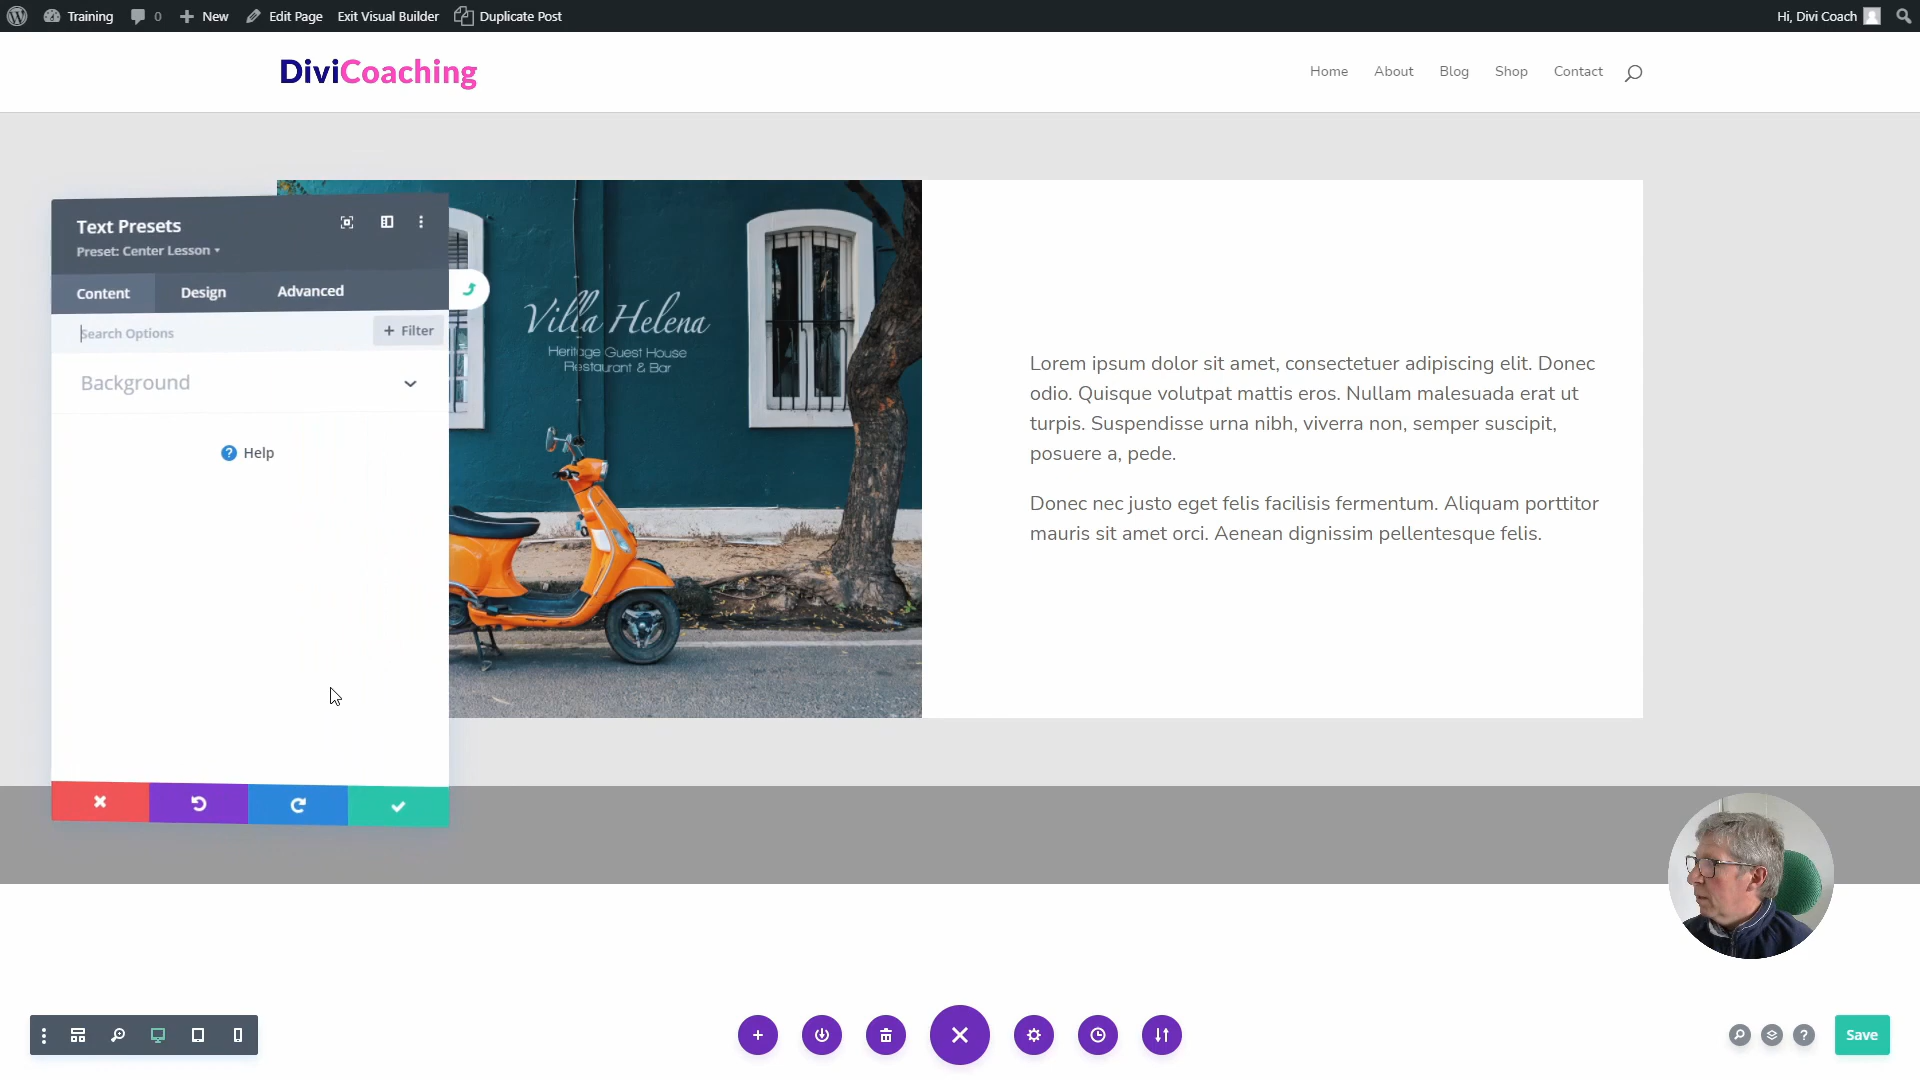 Training
0
New
Edit Page
Exit Visual Builder
Duplicate Post
Hi, Divi Coach
DiviCoaching
Home
About
Blog
Shop
Contact
Text Presets
Preset: Center Lesson
Content
Design
Advanced
Search Options
+ Filter
Background
? Help
Villa Helena
Heritage Guest House
Restaurant & Bar
Lorem ipsum dolor sit amet, consectetuer adipiscing elit. Donec
odio. Quisque volutpat mattis eros. Nullam malesuada erat ut
turpis. Suspendisse urna nibh, viverra non, semper suscipit,
posuere a, pede.
Donec nec justo eget felis facilisis fermentum. Aliquam porttitor
mauris sit amet orci. Aenean dignissim pellentesque felis.
?
Save